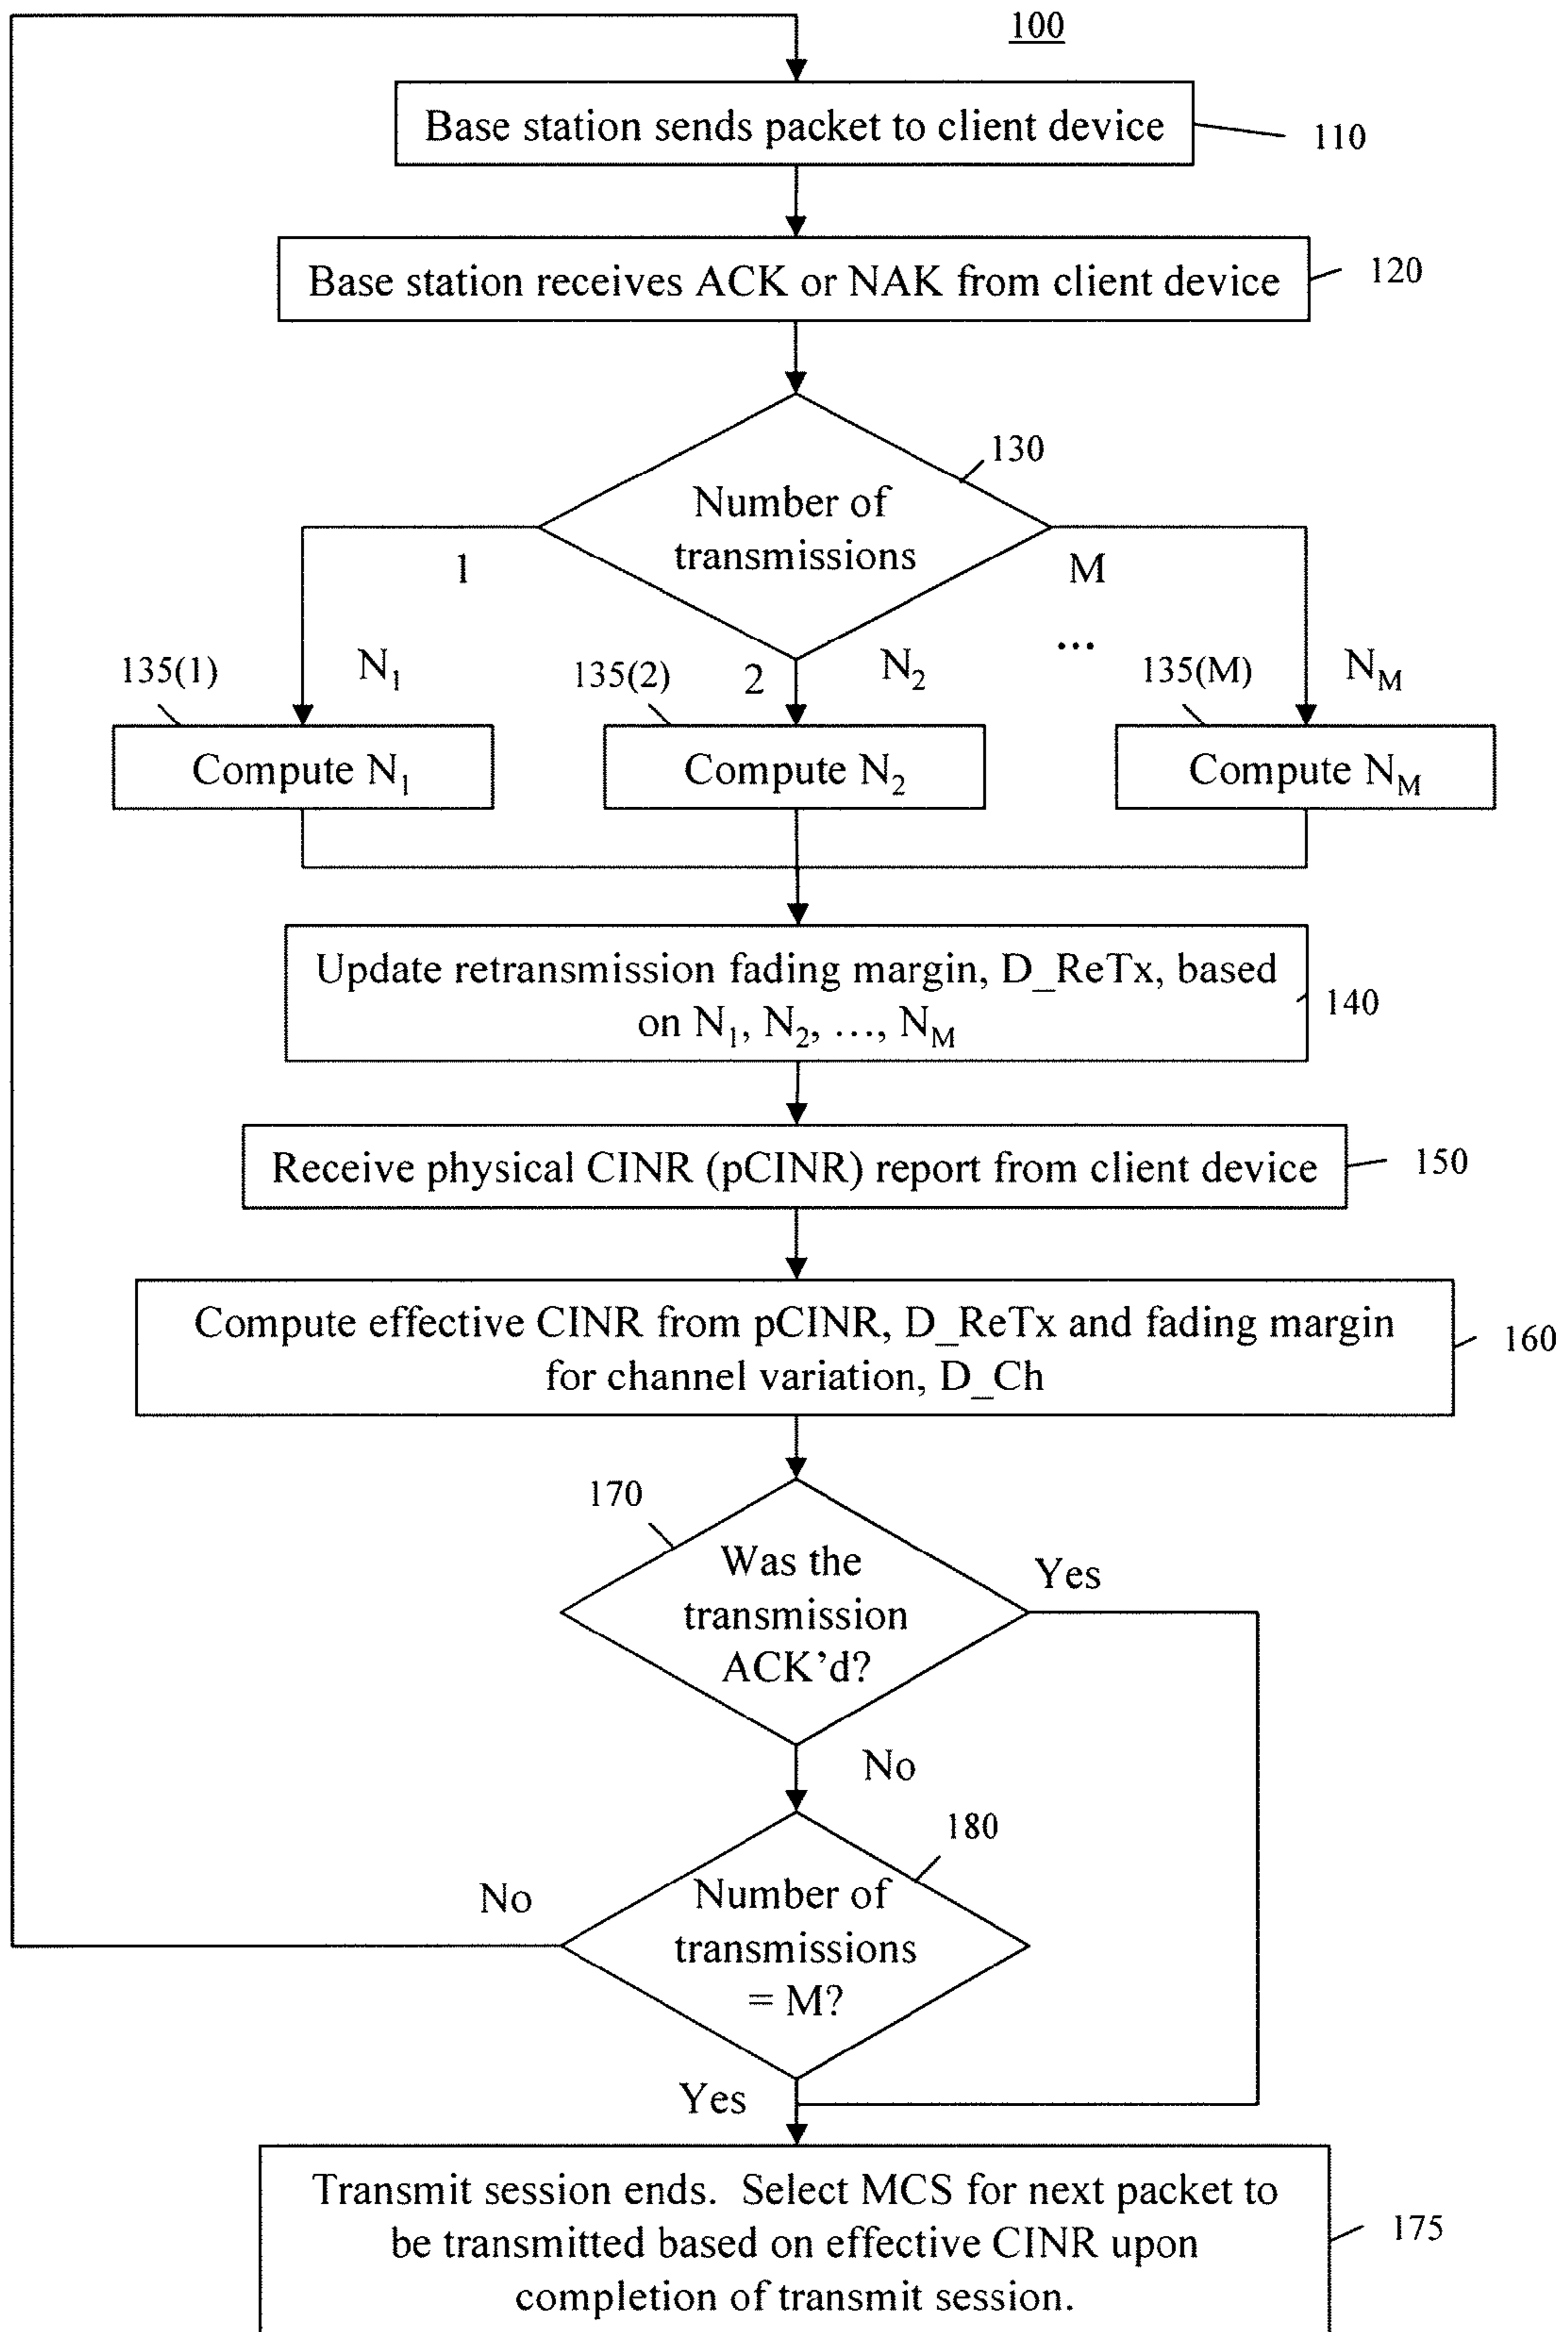 100
Base station sends packet to client device
110
Base station receives ACK or NAK from client device
120
130
Number of
transmissions
1
M
...
135(1)
N1
135(2)
2
N2
135(M)
NM
Compute N1
Compute N2
Compute NM
Update retransmission fading margin, D_ReTx, based
on N1, N2, ..., NM
140
Receive physical CINR (pCINR) report from client device
150
Compute effective CINR from pCINR, D_ReTx and fading margin
for channel variation, D_Ch
160
170
Was the
transmission
ACK'd?
Yes
No
180
Number of
transmissions
= M?
No
Yes
Transmit session ends. Select MCS for next packet to
be transmitted based on effective CINR upon
completion of transmit session.
175